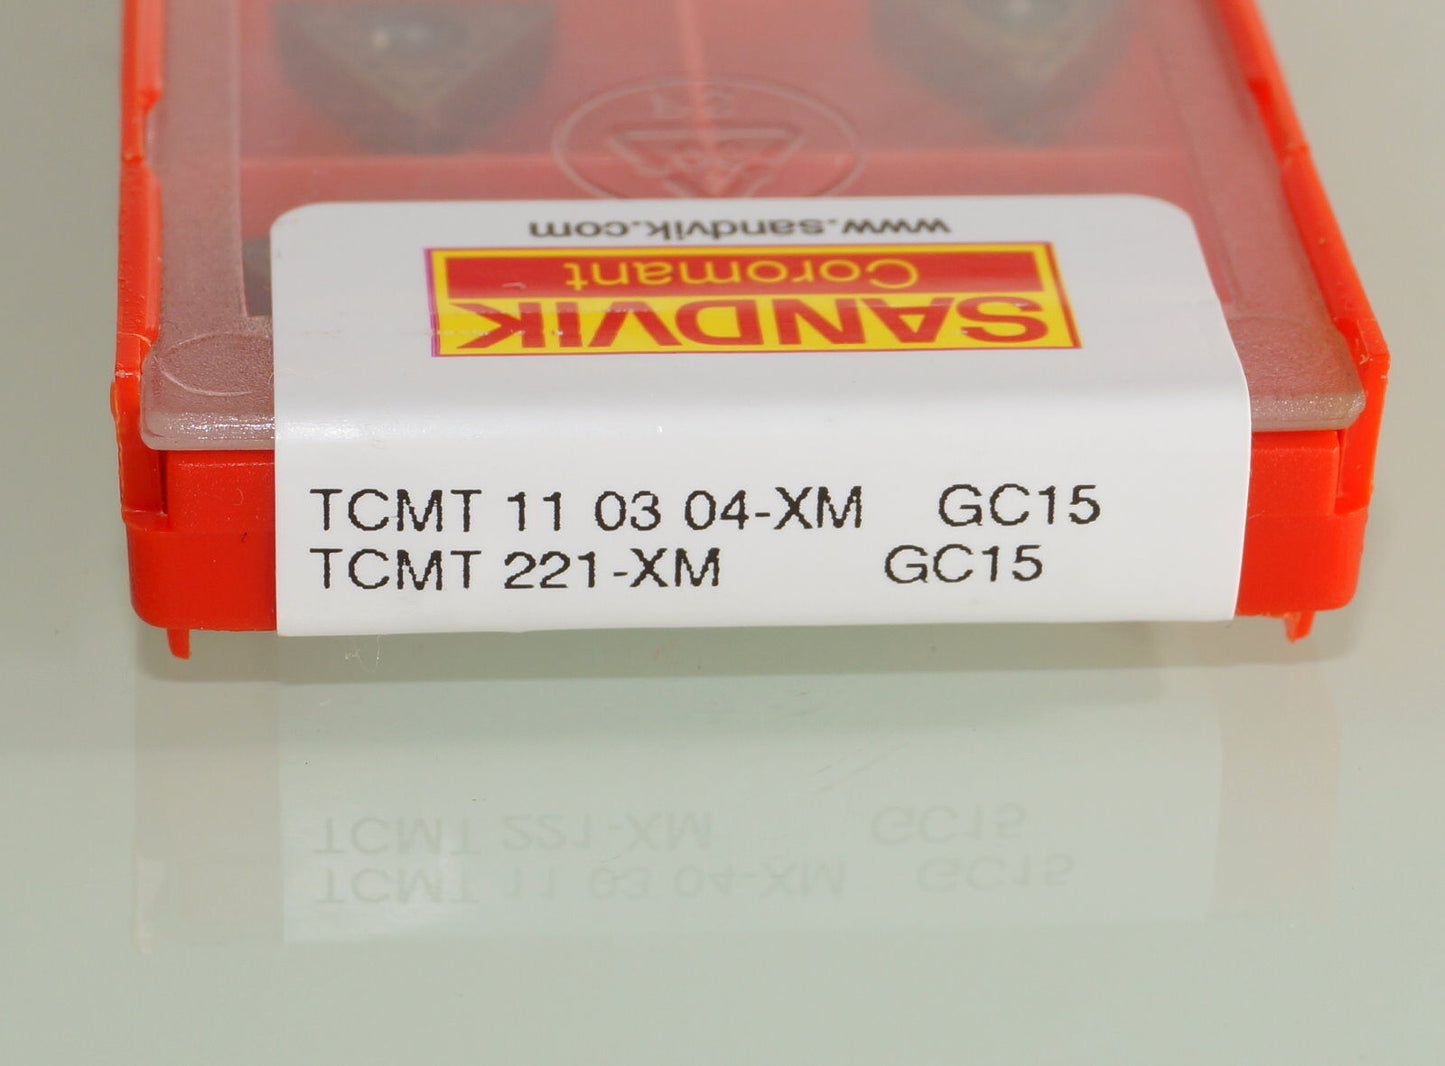 www.sandvik.com
Coromant
SANDVIK
TCMT 11 03 04-XM GC15
TCMT 221-XM GC15